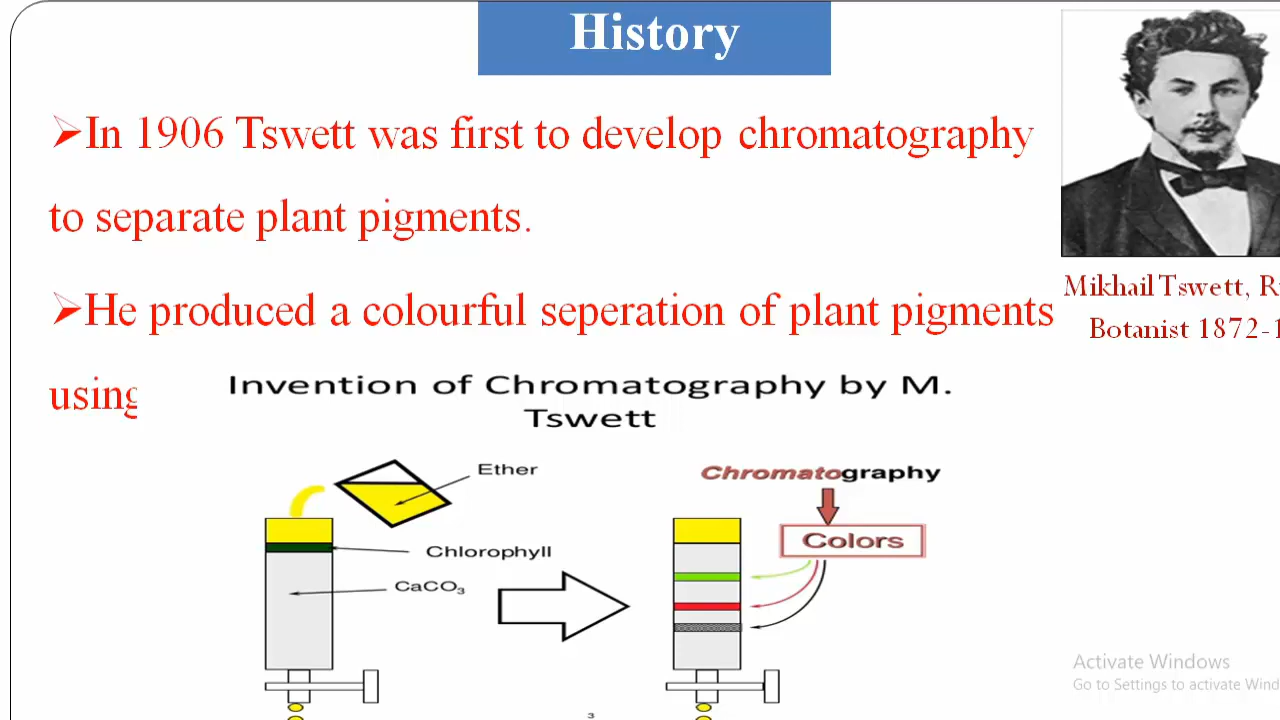 History
➢In 1906 Tswett was first to develop chromatography
to separate plant pigments.
➢He produced a colourful seperation of plant pigments
using
Mikhail Tswett, R
Botanist 1872-1
Invention of Chromatography by M.
Tswett
Ether
Chlorophyll
CaCO₃
Chromatography
Colors
Activate Windows
Go to Settings to activate Wind
3